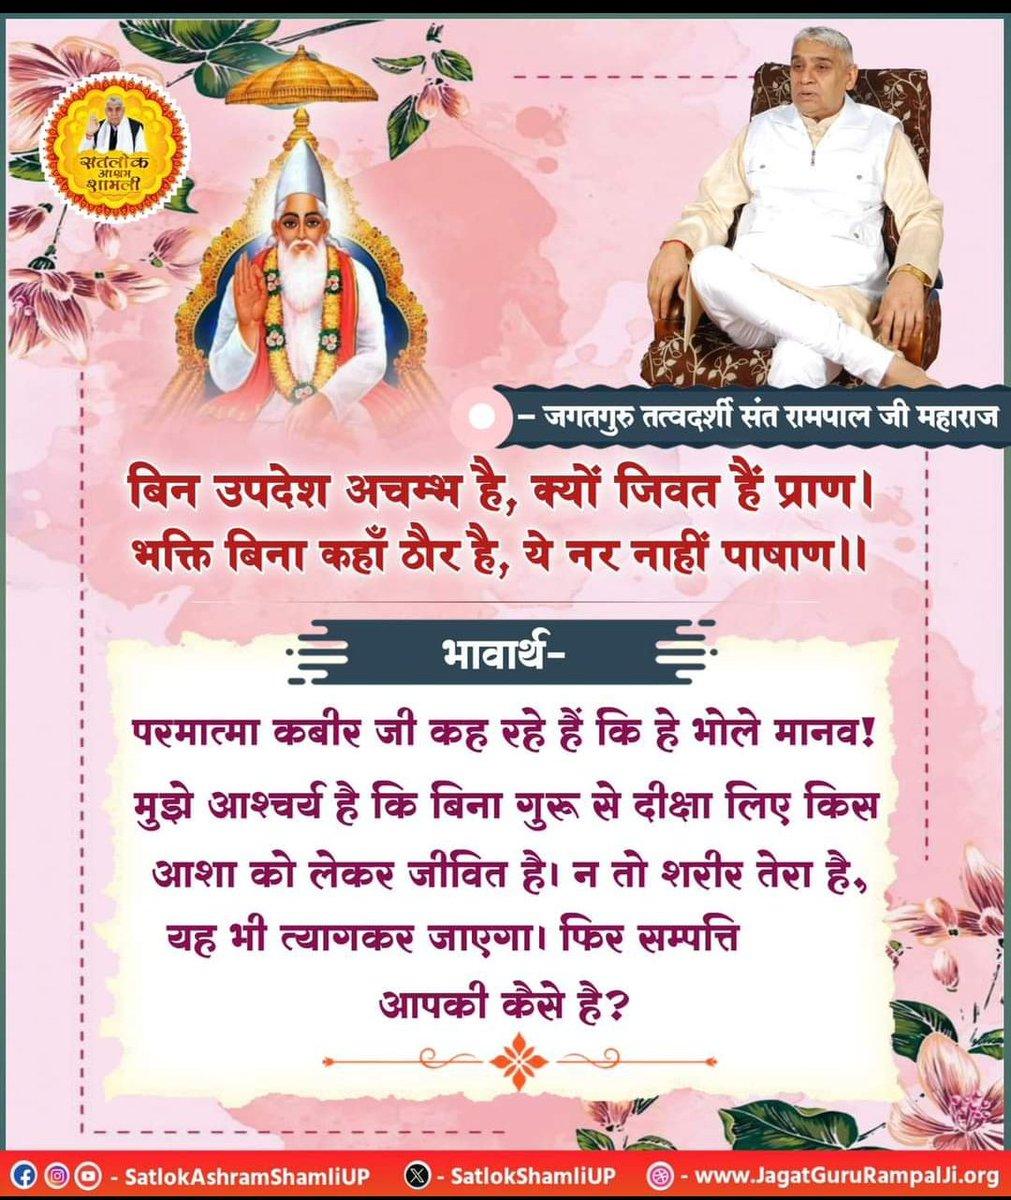 सतलोक
आश्रम
शामली
– जगतगुरु तत्वदर्शी संत रामपाल जी महाराज
बिन उपदेश अचम्भ है, क्यों जिवत हैं प्राण।
भक्ति बिना कहाँ ठौर है, ये नर नाहीं पाषाण।।
भावार्थ-
परमात्मा कबीर जी कह रहे हैं कि हे भोले मानव!
मुझे आश्चर्य है कि बिना गुरू से दीक्षा लिए किस
आशा को लेकर जीवित है। न तो शरीर तेरा है,
यह भी त्यागकर जाएगा। फिर सम्पत्ति
आपकी कैसे है?
- SatlokAshramShamliUP - SatlokShamliUP - www.JagatGuruRampalJi.org